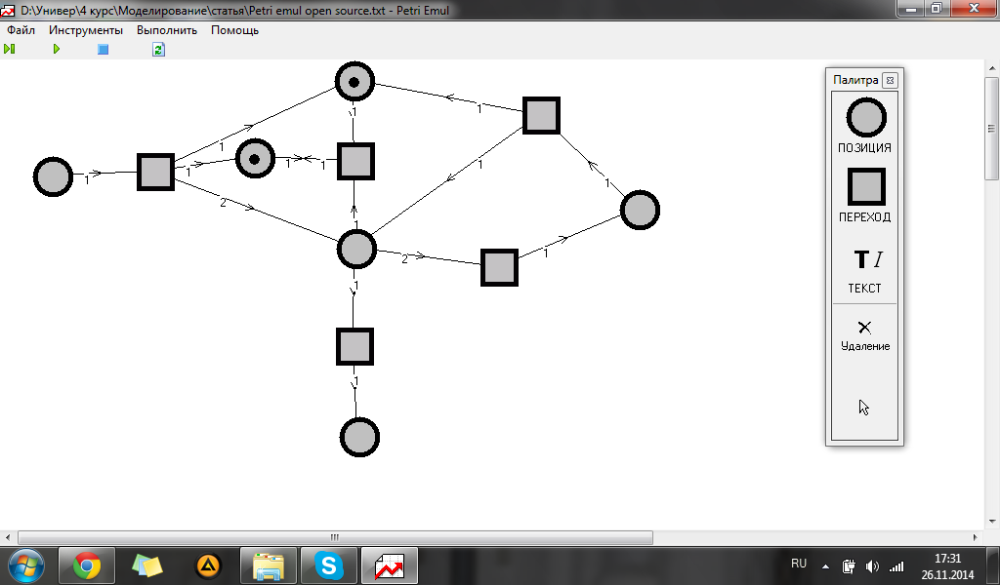 D:\Универ\4 курс\Моделирование\статья\Petri emul open source.txt - Petri Emul
Файл Инструменты Выполнить Помощь
Палитра
ПОЗИЦИЯ
ПЕРЕХОД
T I
ТЕКСТ
Удаление
1
1
1
1
1
1
1
1
1
2
1
2
1
1
1
RU
17:31
26.11.2014